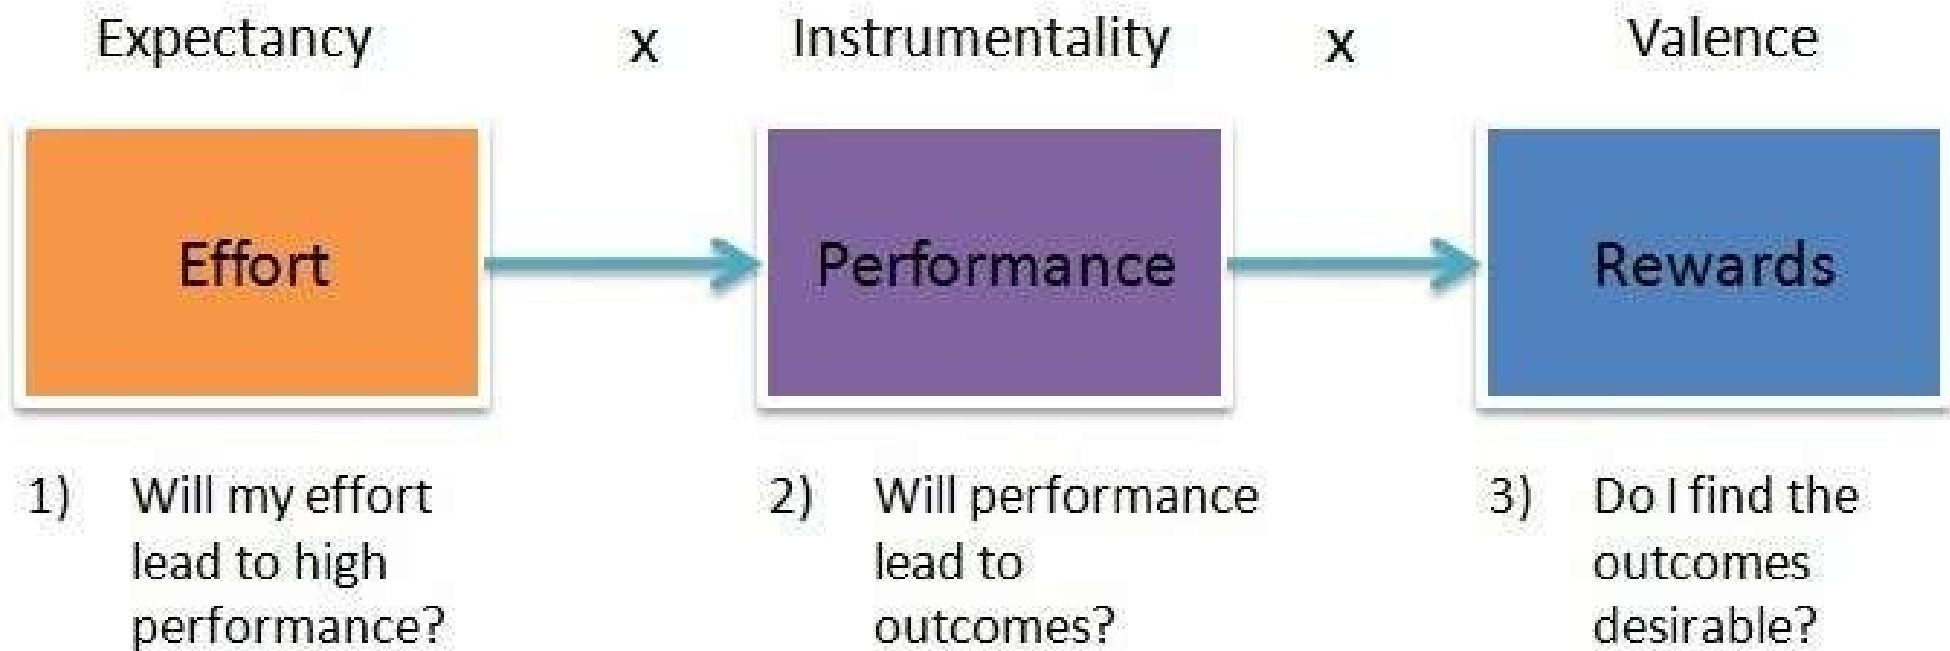 Expectancy x Instrumentality x Valence
Effort
Performance
Rewards
1) Will my effort
lead to high
performance?
2) Will performance
lead to
outcomes?
3) Do I find the
outcomes
desirable?